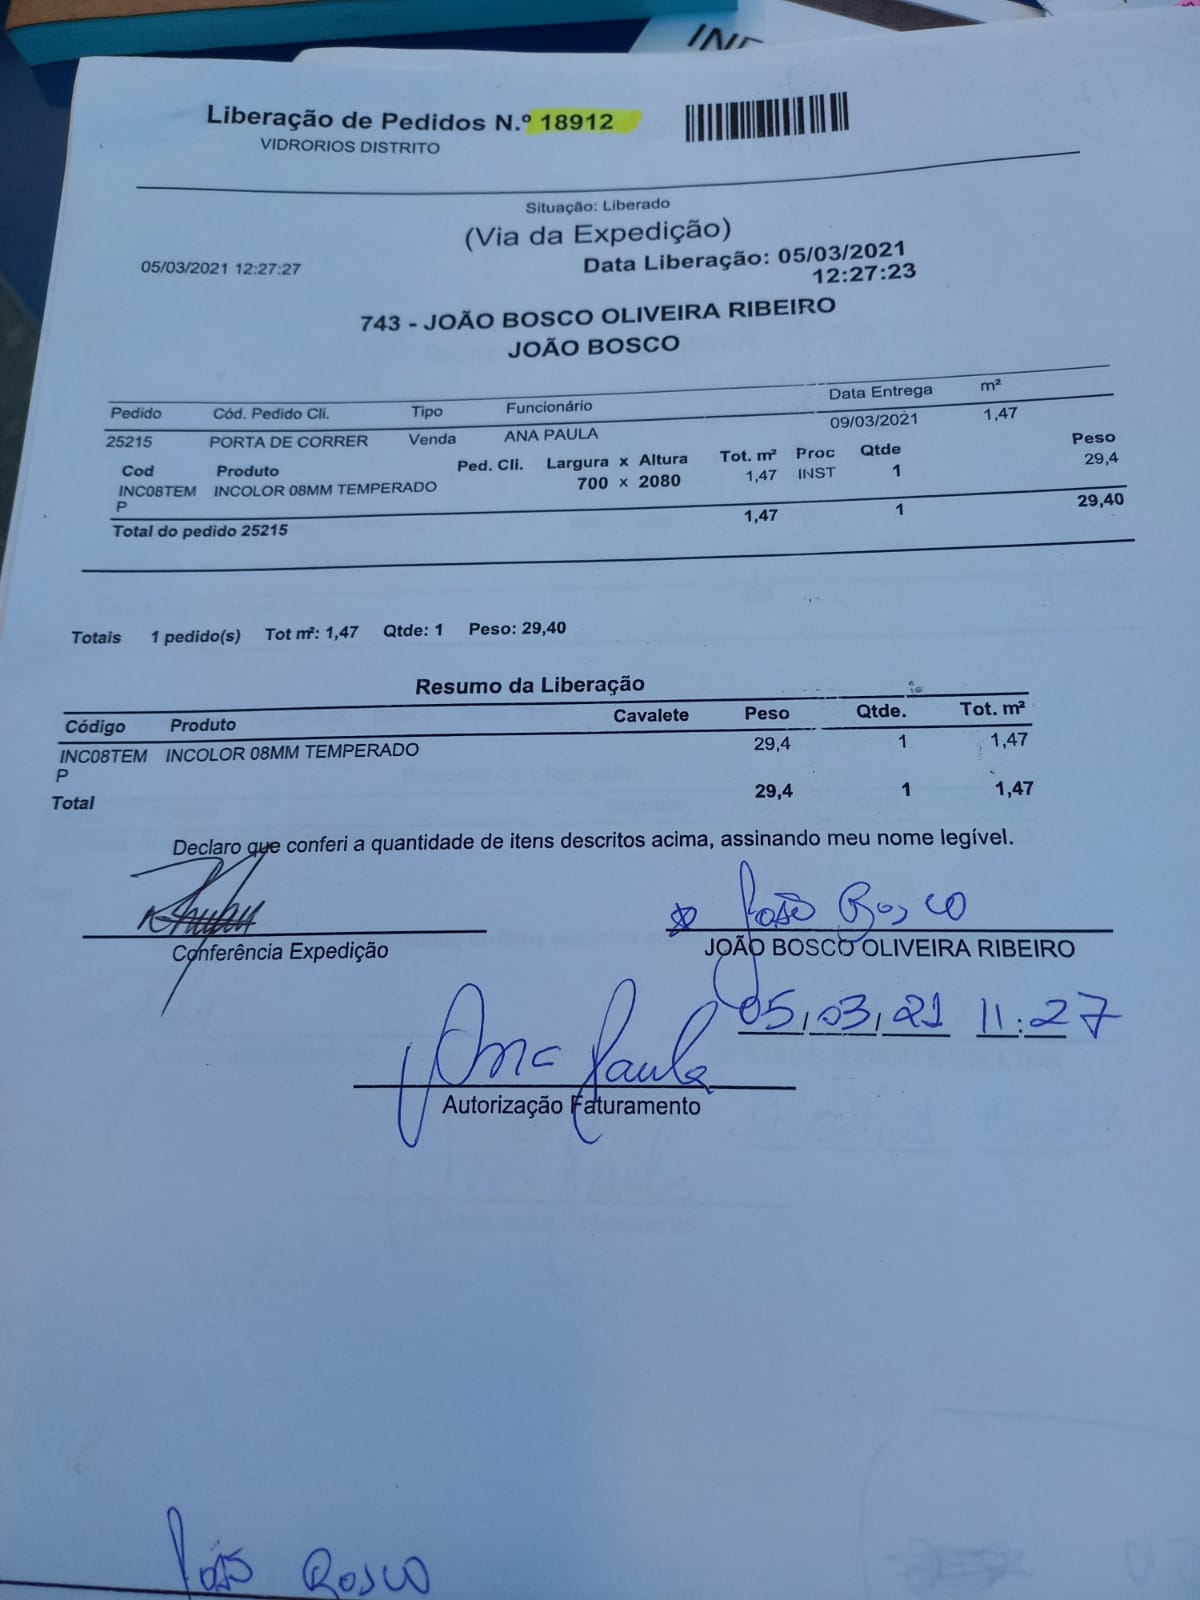 Liberação de Pedidos N.º 18912
VIDRORIOS DISTRITO
Situação: Liberado
(Via da Expedição)
05/03/2021 12:27:27 Data Liberação: 05/03/2021
12:27:23
743 - JOÃO BOSCO OLIVEIRA RIBEIRO
JOÃO BOSCO
Pedido Cód. Pedido Cli. Tipo Funcionário Data Entrega m²
25215 PORTA DE CORRER Venda ANA PAULA 09/03/2021 1,47
Cod Produto Ped. Cli. Largura x Altura Tot. m² Proc Qtde Peso
INC08TEM INCOLOR 08MM TEMPERADO 700 x 2080 1,47 INST 1 29,4
P
Total do pedido 25215 1,47 1 29,40
Totais 1 pedido(s) Tot m²: 1,47 Qtde: 1 Peso: 29,40
Resumo da Liberação
Código Produto Cavalete Peso Qtde. Tot. m²
INC08TEM INCOLOR 08MM TEMPERADO 29,4 1 1,47
P
Total 29,4 1 1,47
Declaro que conferi a quantidade de itens descritos acima, assinando meu nome legível.
João Bosco
Conferência Expedição JOÃO BOSCO OLIVEIRA RIBEIRO
05,03,21 11:27
Ana Paula
Autorização Faturamento
João Bosco